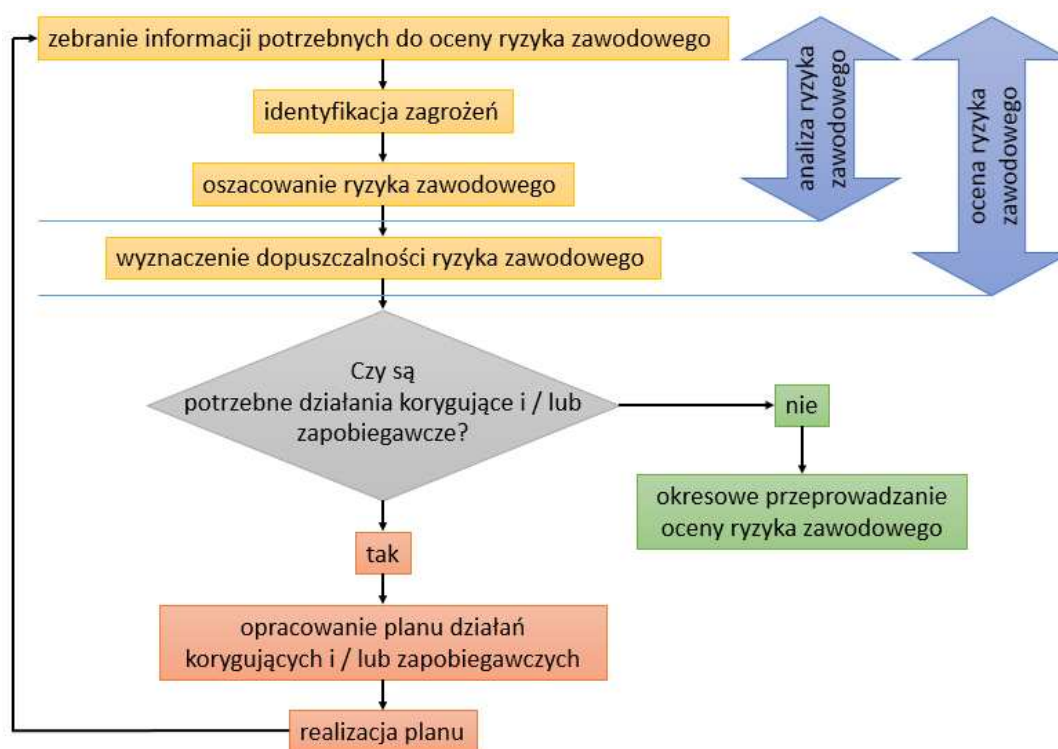 zebranie informacji potrzebnych do oceny ryzyka zawodowego
identyfikacja zagrożeń
oszacowanie ryzyka zawodowego
wyznaczenie dopuszczalności ryzyka zawodowego
analiza ryzyka
zawodowego
ocena ryzyka
zawodowego
Czy są
potrzebne działania korygujące i / lub
zapobiegawcze?
nie
okresowe przeprowadzanie
oceny ryzyka zawodowego
tak
opracowanie planu działań
korygujących i / lub zapobiegawczych
realizacja planu